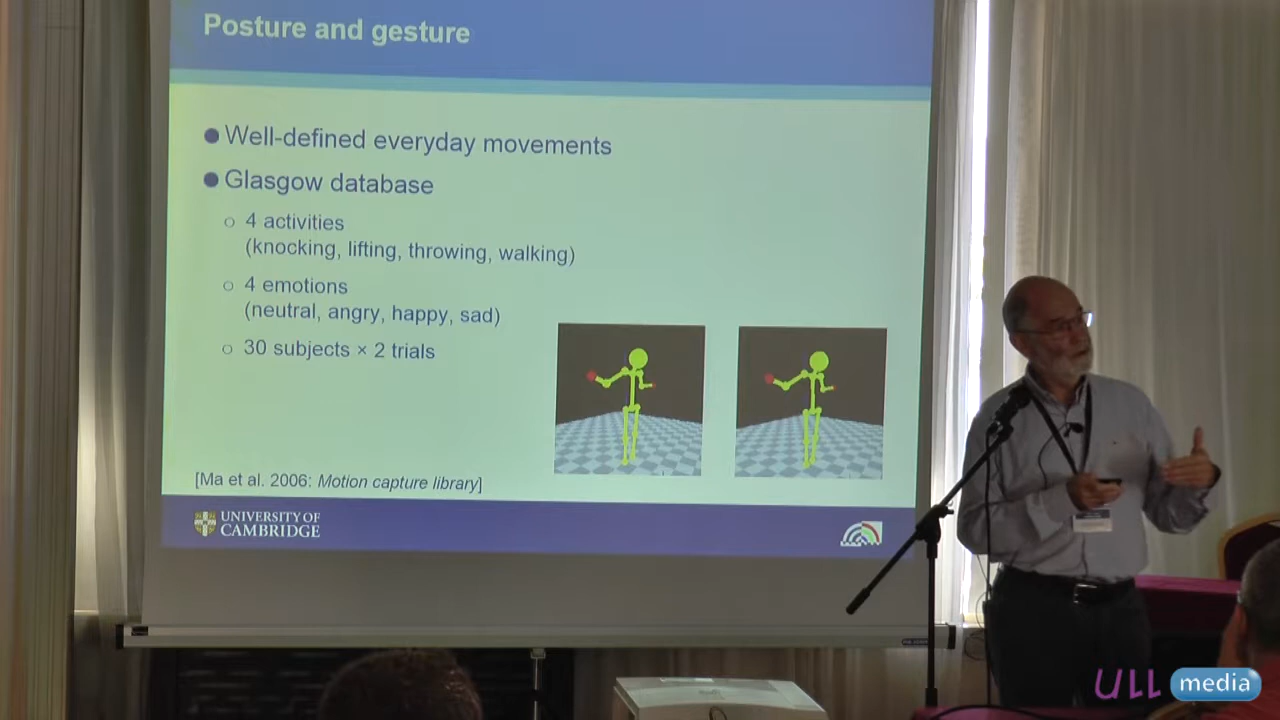 Posture and gesture
● Well-defined everyday movements
● Glasgow database
○ 4 activities
(knocking, lifting, throwing, walking)
○ 4 emotions
(neutral, angry, happy, sad)
○ 30 subjects × 2 trials
[Ma et al. 2006: Motion capture library]
UNIVERSITY OF
CAMBRIDGE
ULL media